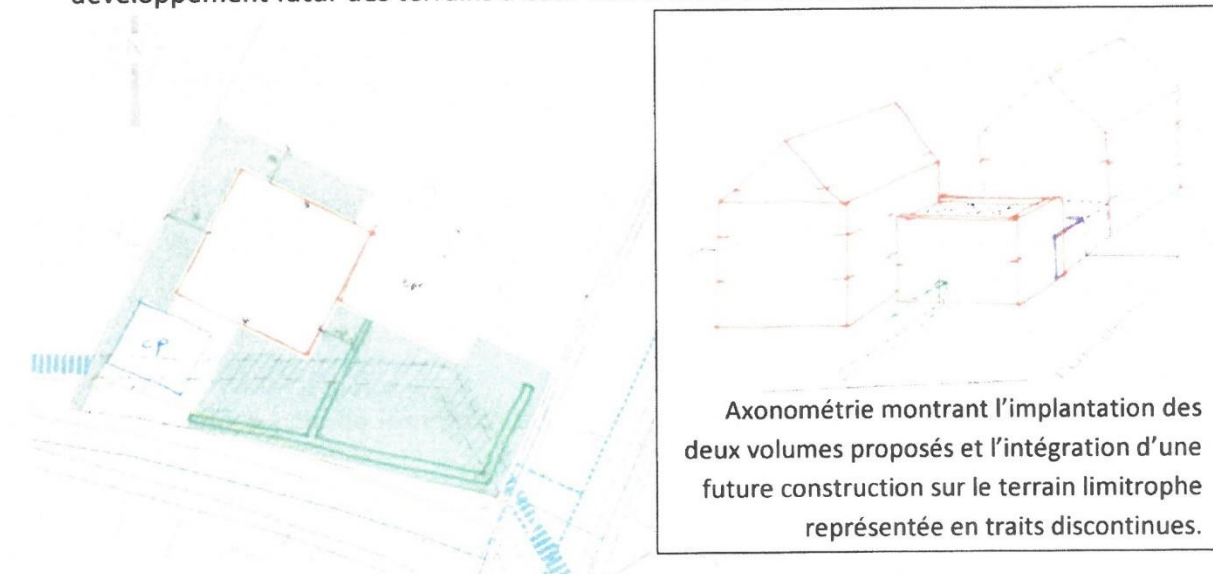 CP
Axonométrie montrant l'implantation des
deux volumes proposés et l'intégration d'une
future construction sur le terrain limitrophe
représentée en traits discontinues.